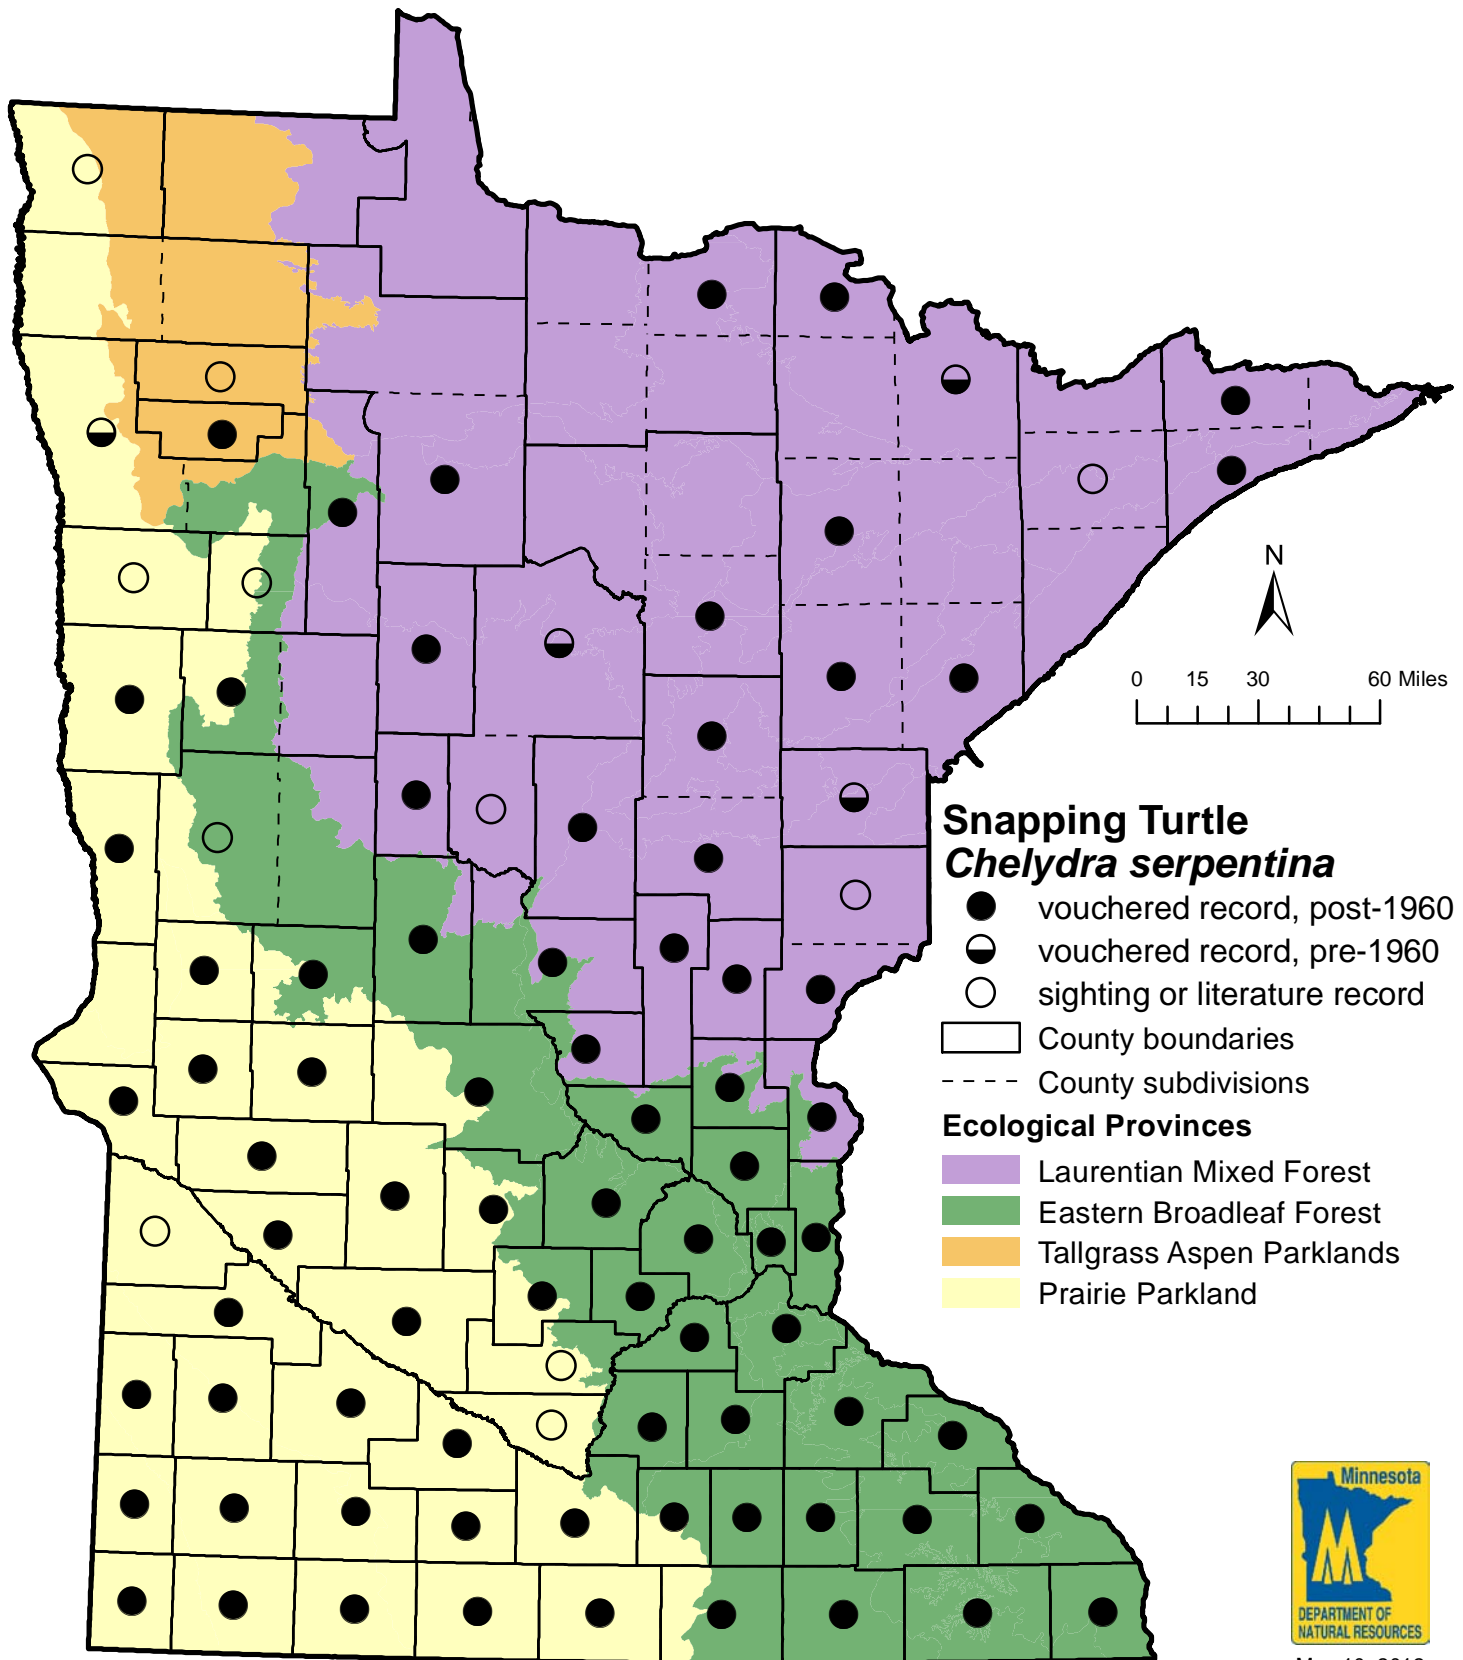 N
0 15 30 60 Miles
Snapping Turtle
Chelydra serpentina
vouchered record, post-1960
vouchered record, pre-1960
sighting or literature record
County boundaries
County subdivisions
Ecological Provinces
Laurentian Mixed Forest
Eastern Broadleaf Forest
Tallgrass Aspen Parklands
Prairie Parkland
Minnesota
DEPARTMENT OF
NATURAL RESOURCES